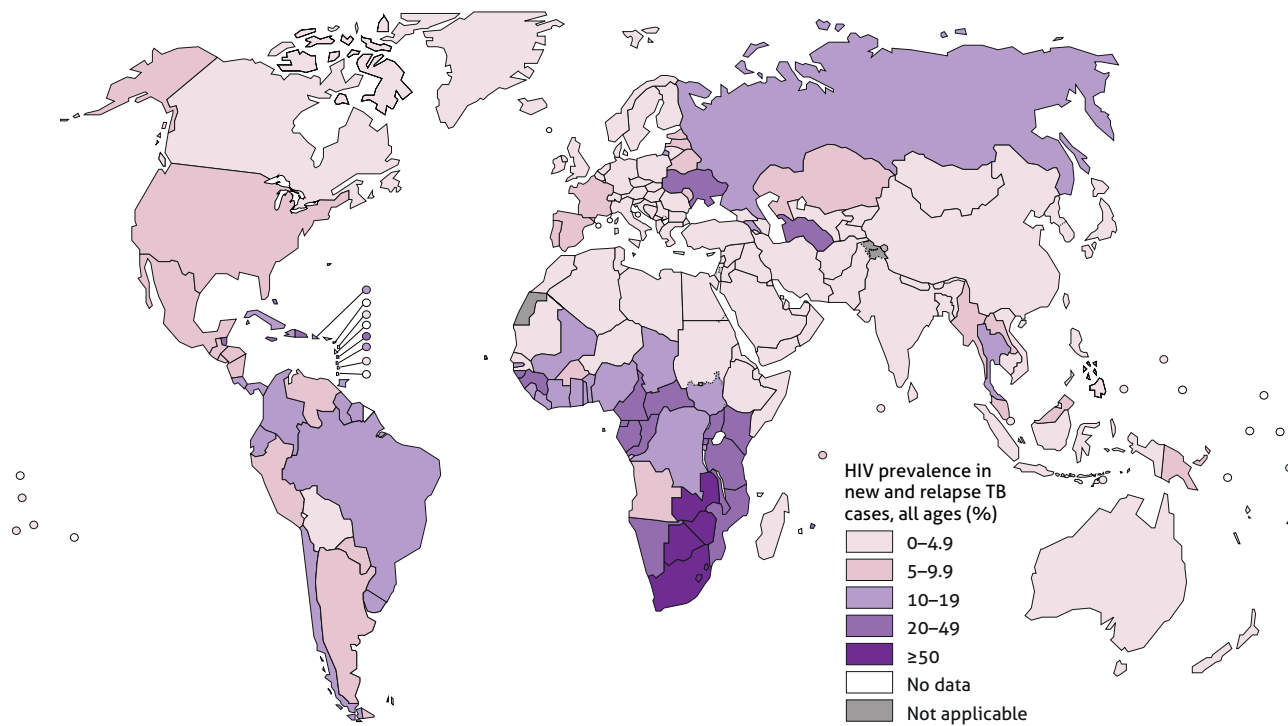 HIV prevalence in
new and relapse TB
cases, all ages (%)
0–4.9
5–9.9
10–19
20–49
≥50
No data
Not applicable